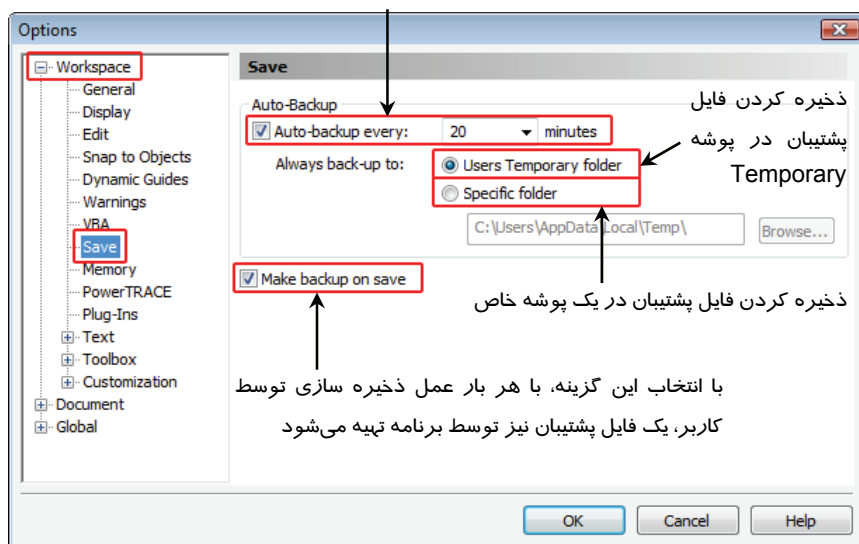 Options
Workspace
General
Display
Edit
Snap to Objects
Dynamic Guides
Warnings
VBA
Save
Memory
PowerTRACE
Plug-Ins
Text
Toolbox
Customization
Document
Global
Save
Auto-Backup
Auto-backup every: 20 minutes
Always back-up to: Users Temporary folder
Specific folder
C:\Users\AppData\Local\Temp\ Browse...
Make backup on save
ذخیره کردن فایل
پشتیبان در پوشه
Temporary
ذخیره کردن فایل پشتیبان در یک پوشه خاص
با انتخاب این گزینه، با هر بار عمل ذخیره سازی توسط
کاربر، یک فایل پشتیبان نیز توسط برنامه تهیه می‌شود
OK Cancel Help